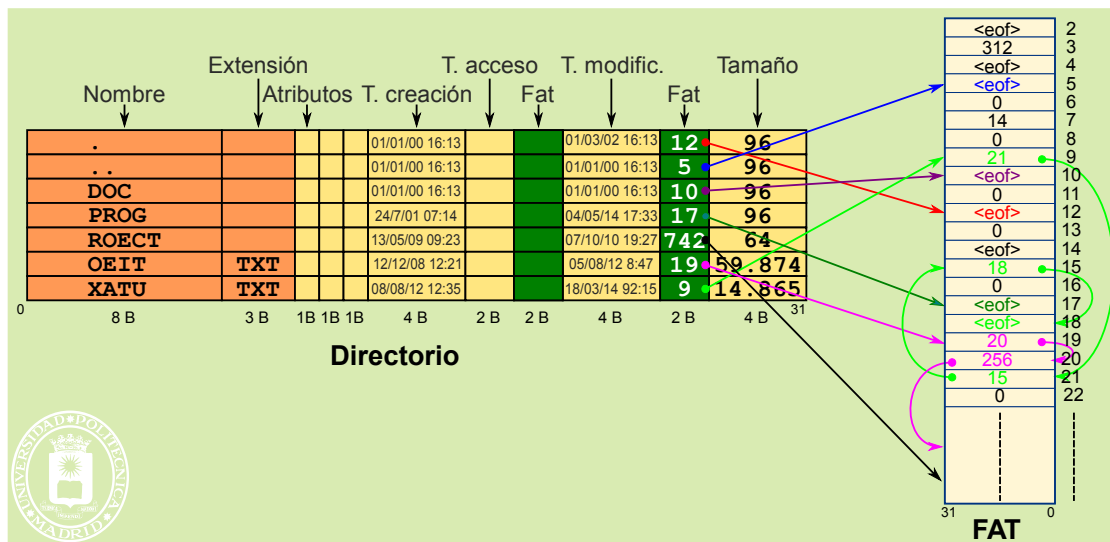 Nombre
Extensión
Atributos
T. creación
T. acceso
Fat
T. modific.
Fat
Tamaño
. 01/01/00 16:13 01/03/02 16:13 12 96
.. 01/01/00 16:13 01/01/00 16:13 5 96
DOC 01/01/00 16:13 01/01/00 16:13 10 96
PROG 24/7/01 07:14 04/05/14 17:33 17 96
ROECT 13/05/09 09:23 07/10/10 19:27 742 64
OEIT TXT 12/12/08 12:21 05/08/12 8:47 19 59.874
XATU TXT 08/08/12 12:35 18/03/14 92:15 9 14.865
0 31
8 B 3 B 1B 1B 1B 4 B 2 B 2 B 4 B 2 B 4 B
Directorio
<eof> 2
312 3
<eof> 4
<eof> 5
0 6
14 7
0 8
21 9
<eof> 10
0 11
<eof> 12
0 13
<eof> 14
18 15
0 16
<eof> 17
<eof> 18
20 19
256 20
15 21
0 22
31 0
FAT
UNIVERSIDAD POLITECNICA
MADRID